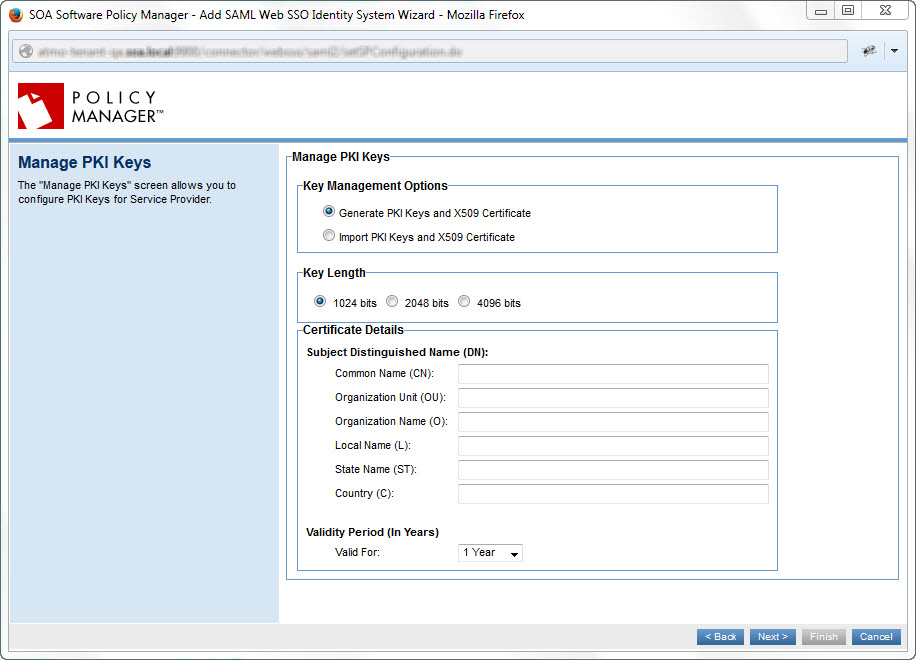 SOA Software Policy Manager - Add SAML Web SSO Identity System Wizard - Mozilla Firefox
POLICY
MANAGER™
Manage PKI Keys
The "Manage PKI Keys" screen allows you to
configure PKI Keys for Service Provider.
Manage PKI Keys
Key Management Options
Generate PKI Keys and X509 Certificate
Import PKI Keys and X509 Certificate
Key Length
1024 bits 2048 bits 4096 bits
Certificate Details
Subject Distinguished Name (DN):
Common Name (CN):
Organization Unit (OU):
Organization Name (O):
Local Name (L):
State Name (ST):
Country (C):
Validity Period (In Years)
Valid For: 1 Year
< Back Next > Finish Cancel